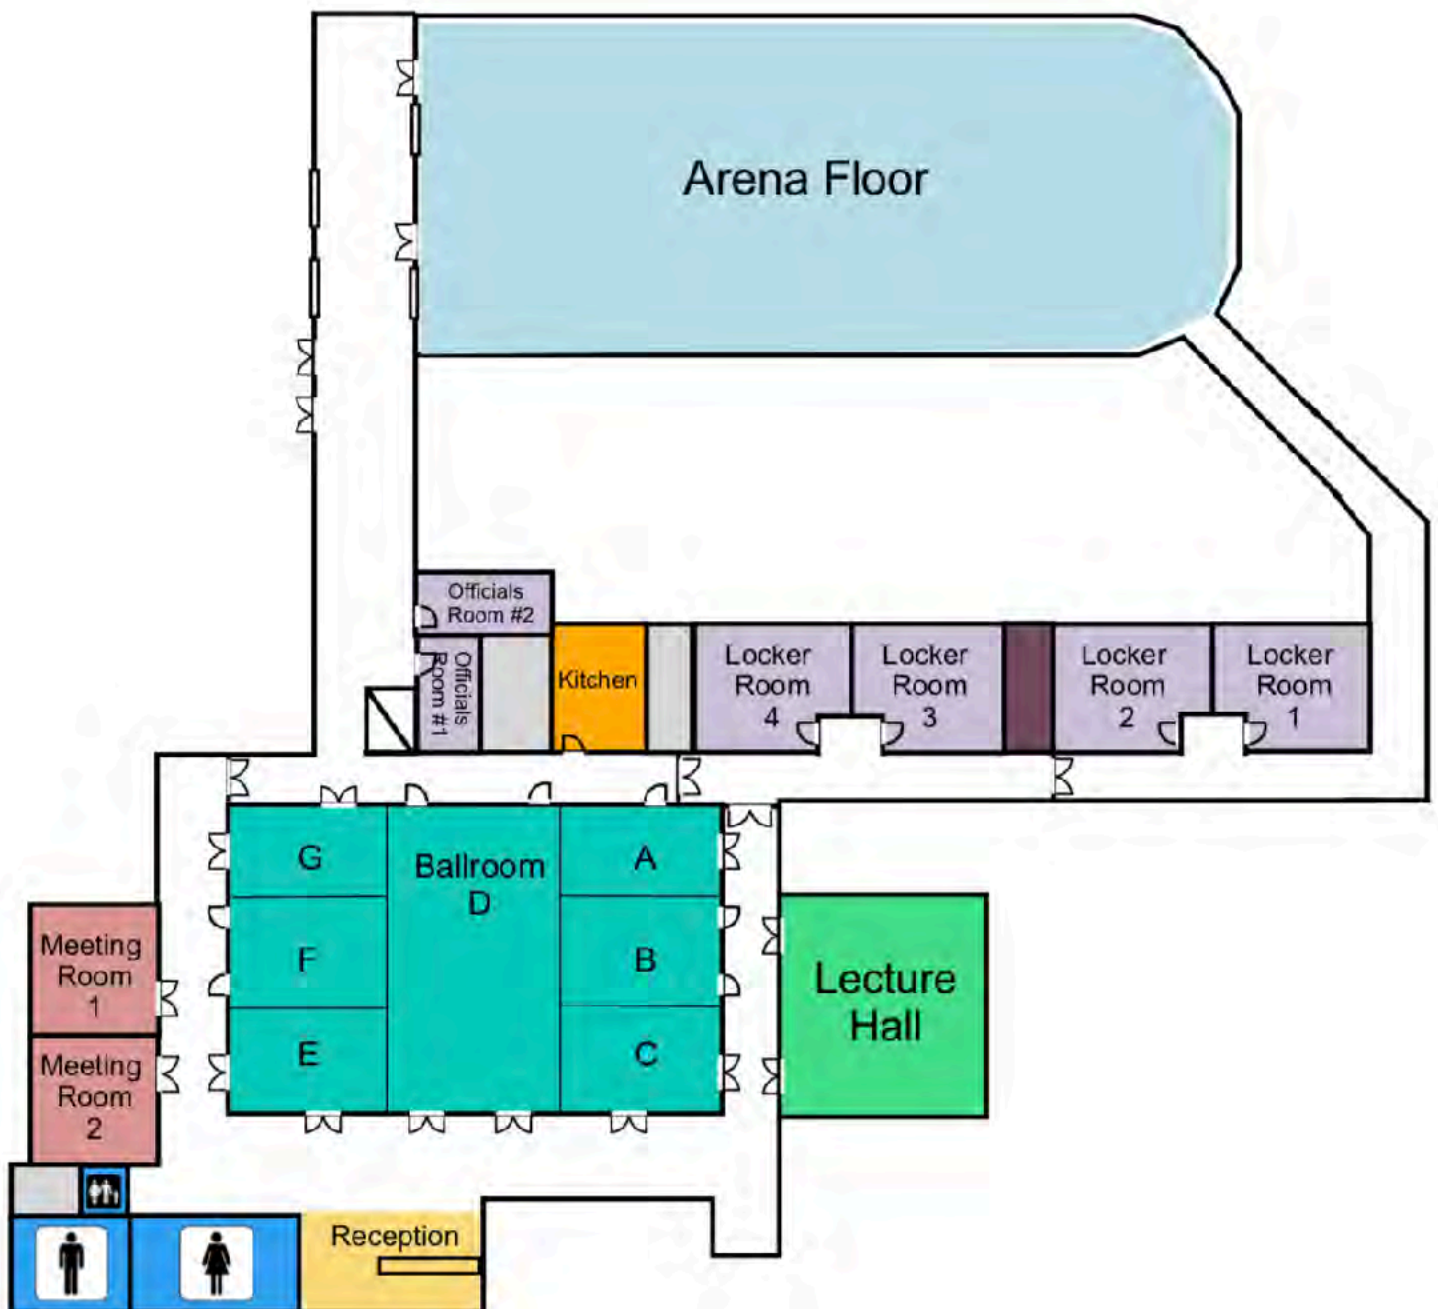 Arena Floor
Officials
Room #2
Officials
Room #1
Kitchen
Locker
Room
4
Locker
Room
3
Locker
Room
2
Locker
Room
1
G
Ballroom
D
A
F
B
E
C
Meeting
Room
1
Meeting
Room
2
Lecture
Hall
Reception